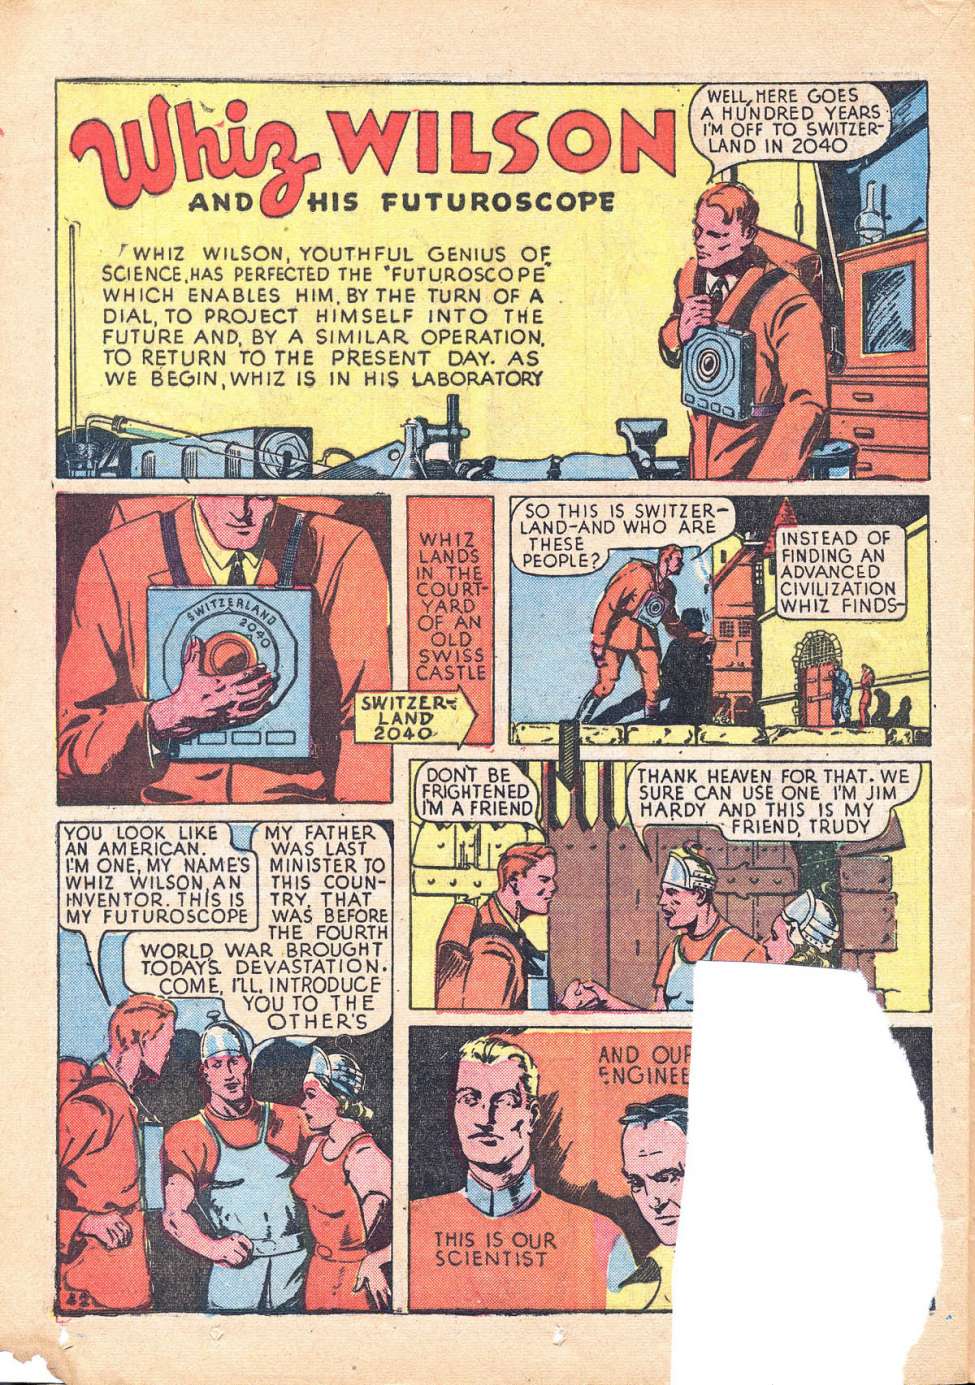 Whiz WILSON
AND HIS FUTUROSCOPE
WELL, HERE GOES
A HUNDRED YEARS
I'M OFF TO SWITZER-
LAND IN 2040
WHIZ WILSON, YOUTHFUL GENIUS OF
SCIENCE, HAS PERFECTED THE "FUTUROSCOPE"
WHICH ENABLES HIM, BY THE TURN OF A
DIAL, TO PROJECT HIMSELF INTO THE
FUTURE AND, BY A SIMILAR OPERATION,
TO RETURN TO THE PRESENT DAY. AS
WE BEGIN, WHIZ IS IN HIS LABORATORY
SWITZERLAND
2040
WHIZ
LANDS
IN THE
COURT-
YARD
OF AN
OLD
SWISS
CASTLE
SWITZER-
LAND
2040
SO THIS IS SWITZER-
LAND-AND WHO ARE
THESE
PEOPLE?
INSTEAD OF
FINDING AN
ADVANCED
CIVILIZATION
WHIZ FINDS-
DON'T BE
FRIGHTENED
I'M A FRIEND
THANK HEAVEN FOR THAT. WE
SURE CAN USE ONE I'M JIM
HARDY AND THIS IS MY
FRIEND, TRUDY
YOU LOOK LIKE
AN AMERICAN.
I'M ONE, MY NAME'S
WHIZ WILSON, AN
INVENTOR. THIS IS
MY FUTUROSCOPE
MY FATHER
WAS LAST
MINISTER TO
THIS COUN-
TRY, THAT
WAS BEFORE
THE FOURTH
WORLD WAR BROUGHT
TODAYS DEVASTATION.
COME, I'LL, INTRODUCE
YOU TO THE
OTHER'S
THIS IS OUR
SCIENTIST
AND OUR
ENGINEE
42